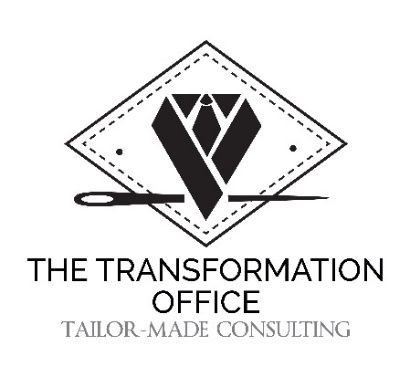 THE TRANSFORMATION
OFFICE
TAILOR-MADE CONSULTING